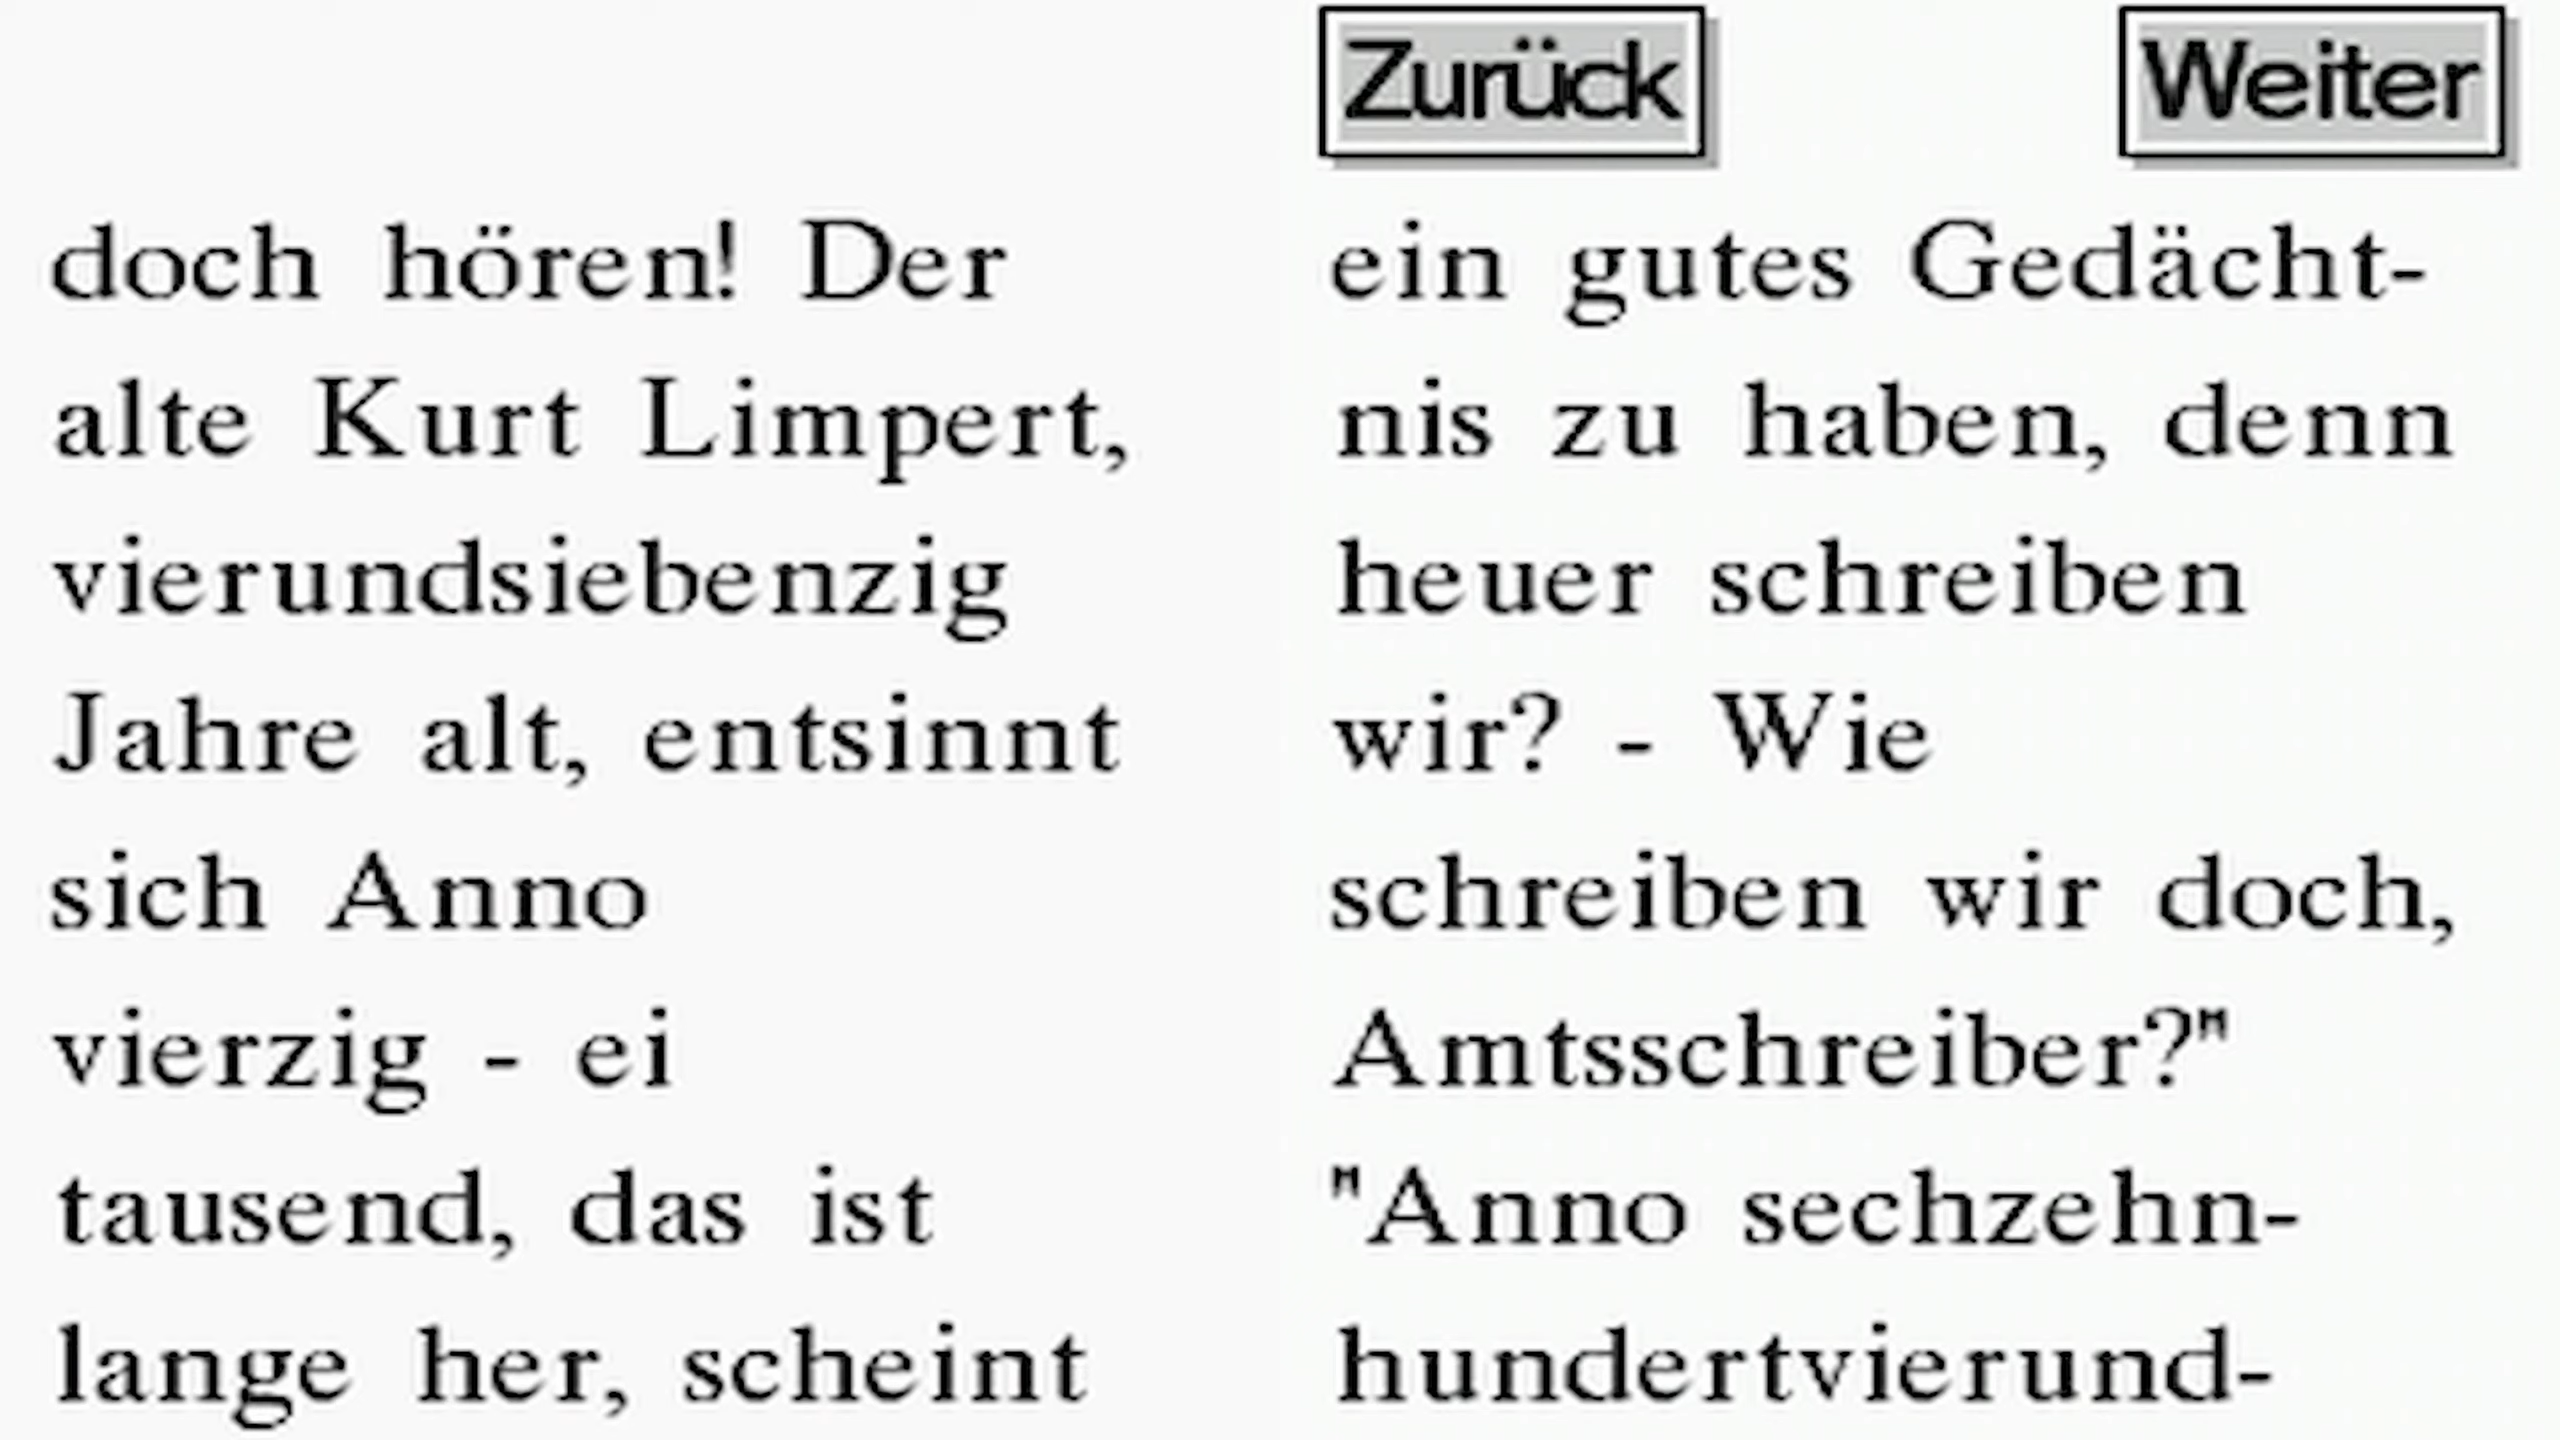 Zurück
Weiter
doch hören! Der
alte Kurt Limpert,
vierundsiebenzig
Jahre alt, entsinnt
sich Anno
vierzig - ei
tausend, das ist
lange her, scheint
ein gutes Gedächt-
nis zu haben, denn
heuer schreiben
wir? - Wie
schreiben wir doch,
Amtsschreiber?"
"Anno sechzehn-
hundertvierund-